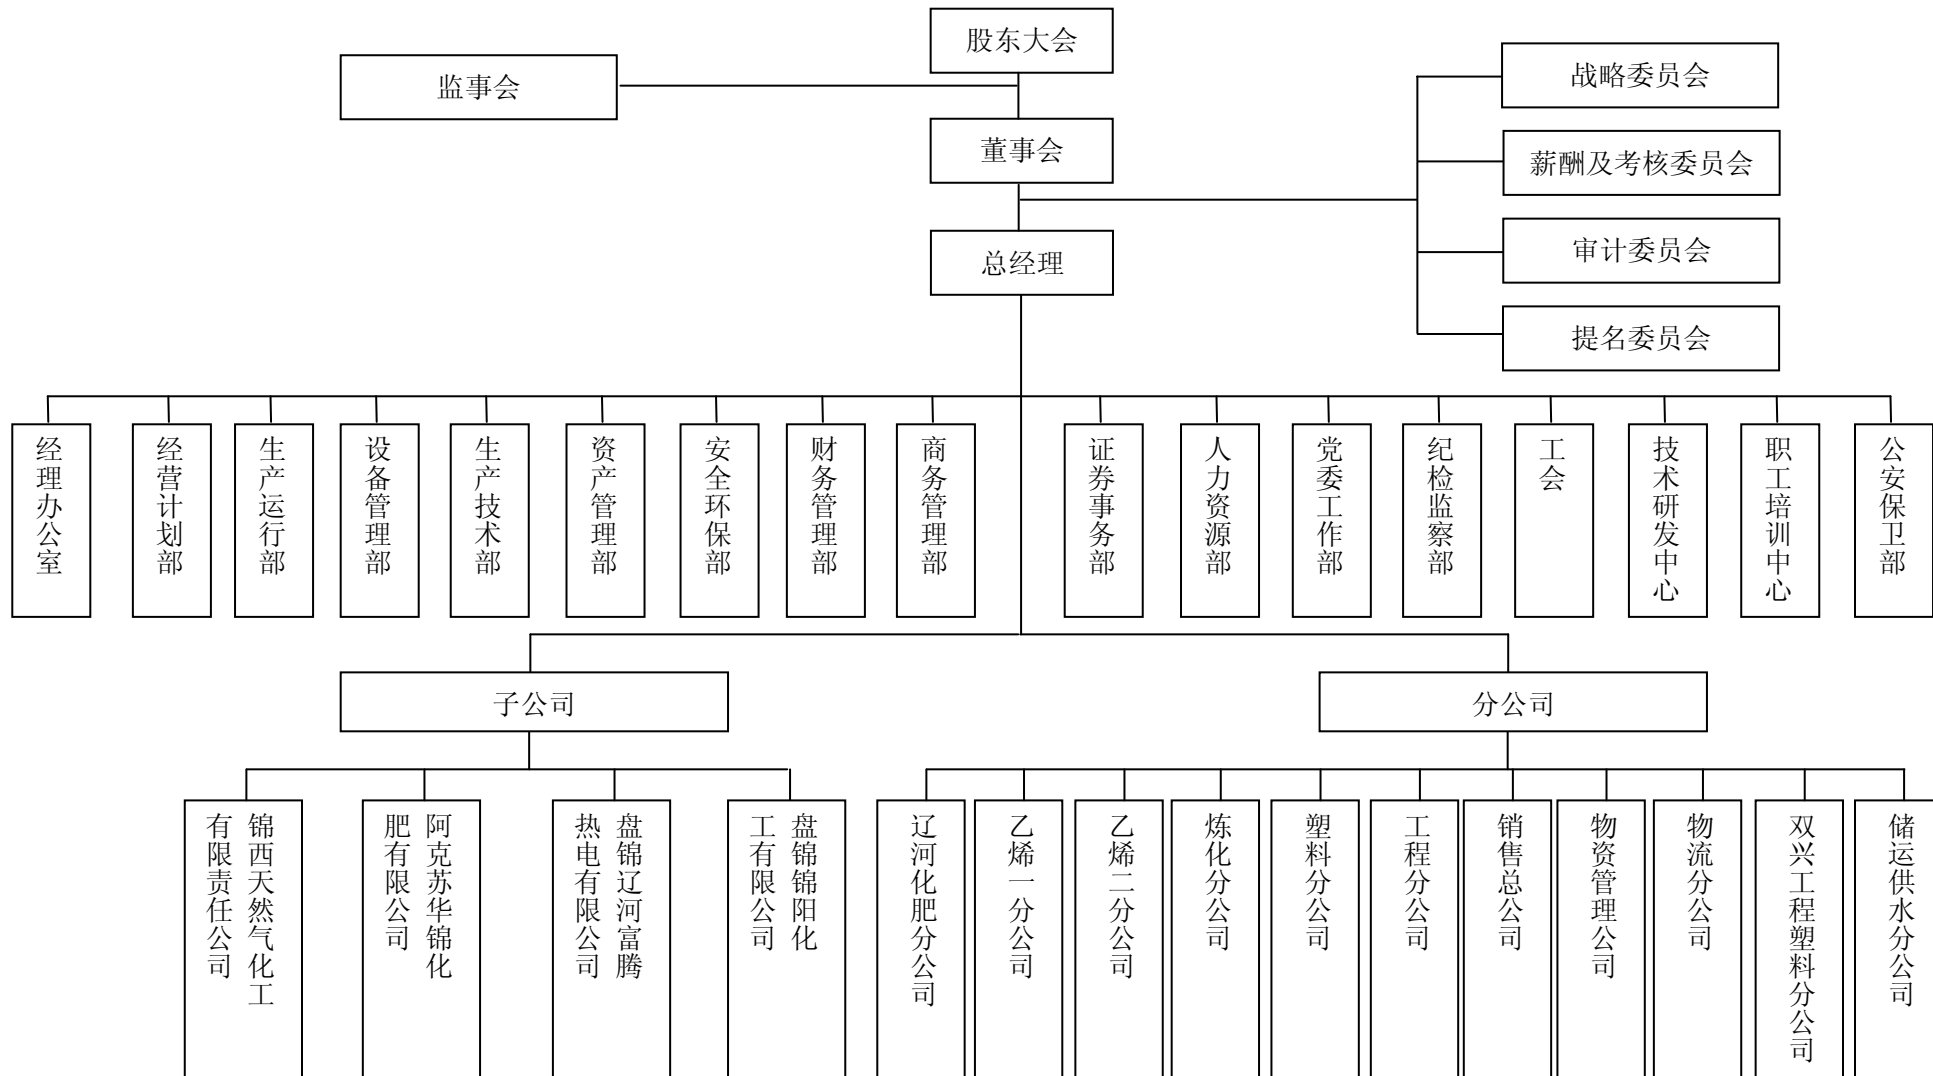 股东大会
监事会
战略委员会
董事会
薪酬及考核委员会
审计委员会
总经理
提名委员会
经理办公室
经营计划部
生产运行部
设备管理部
生产技术部
资产管理部
安全环保部
财务管理部
商务管理部
证券事务部
人力资源部
党委工作部
纪检监察部
工会
技术研发中心
职工培训中心
公安保卫部
子公司
分公司
锦西天然气化工
有限责任公司
阿克苏华锦化
肥有限公司
盘锦辽河富腾
热电有限公司
盘锦锦阳化
工有限公司
辽河化肥分公司
乙烯一分公司
乙烯二分公司
炼化分公司
塑料分公司
工程分公司
销售总公司
物资管理公司
物流分公司
双兴工程塑料分公司
储运供水分公司